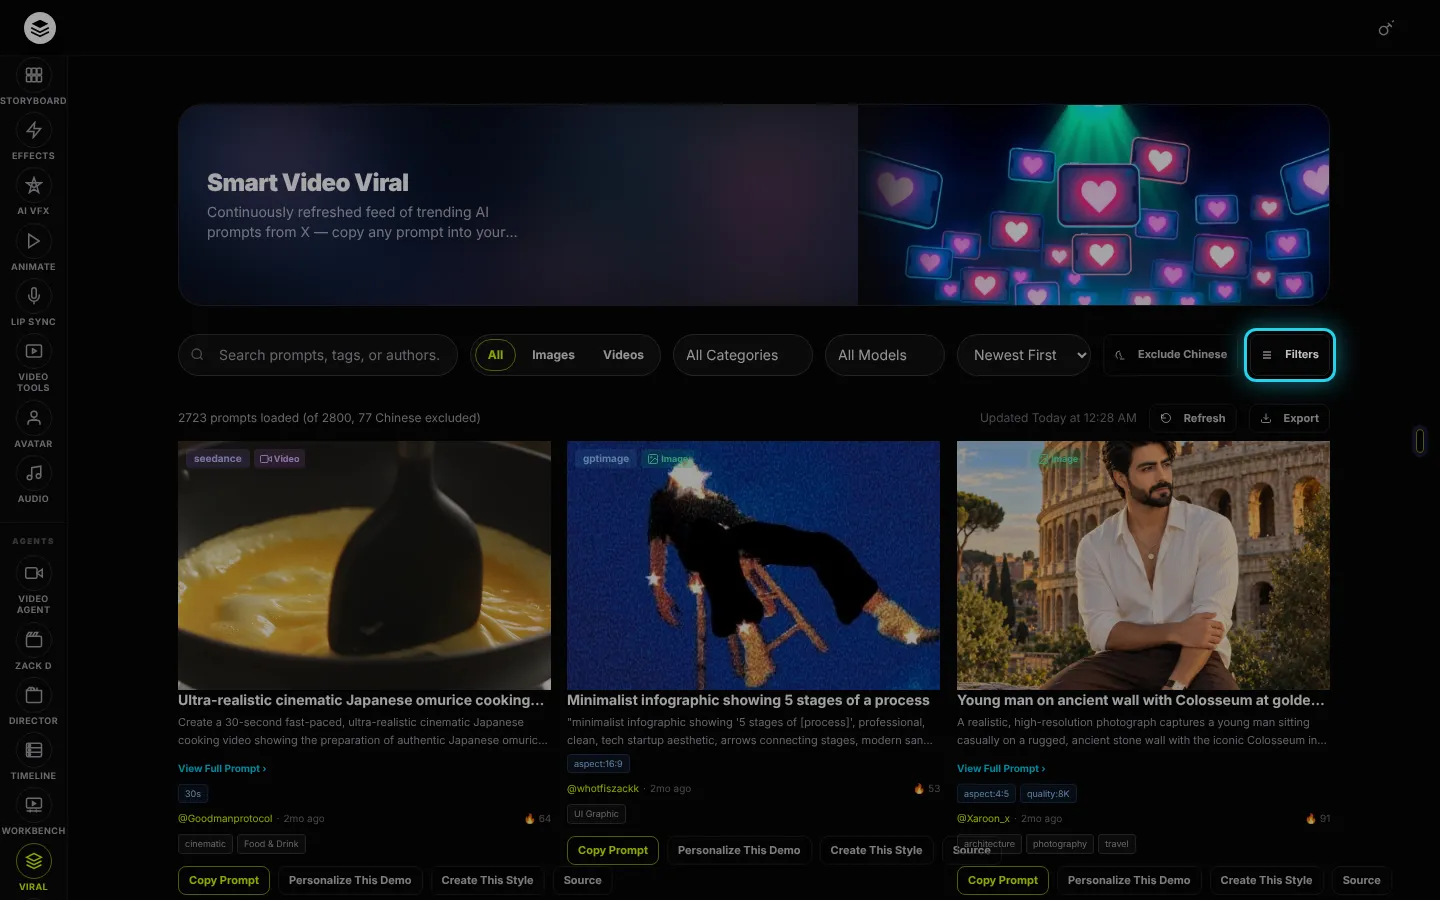 STORYBOARD
EFFECTS
AI VFX
ANIMATE
LIP SYNC
VIDEO
TOOLS
AVATAR
AUDIO
AGENTS
VIDEO
AGENT
ZACK D
DIRECTOR
TIMELINE
WORKBENCH
VIRAL
Smart Video Viral
Continuously refreshed feed of trending AI
prompts from X — copy any prompt into your...
Search prompts, tags, or authors.
All Images Videos
All Categories
All Models
Newest First
Exclude Chinese
Filters
2723 prompts loaded (of 2800, 77 Chinese excluded)
Updated Today at 12:28 AM
Refresh
Export
seedance Video
Ultra-realistic cinematic Japanese omurice cooking...
Create a 30-second fast-paced, ultra-realistic cinematic Japanese
cooking video showing the preparation of authentic Japanese omuric...
View Full Prompt ›
30s
@Goodmanprotocol · 2mo ago 64
cinematic Food & Drink
Copy Prompt Personalize This Demo Create This Style Source
gptimage Image
Minimalist infographic showing 5 stages of a process
"minimalist infographic showing '5 stages of [process]', professional,
clean, tech startup aesthetic, arrows connecting stages, modern san...
aspect:16:9
@whotfiszackk · 2mo ago 53
UI Graphic
Copy Prompt Personalize This Demo Create This Style Source
Image
Young man on ancient wall with Colosseum at golde...
A realistic, high-resolution photograph captures a young man sitting
casually on a rugged, ancient stone wall with the iconic Colosseum in...
View Full Prompt ›
aspect:4:5 quality:8K
@Xaroon_x · 2mo ago 91
architecture photography travel
Copy Prompt Personalize This Demo Create This Style Source